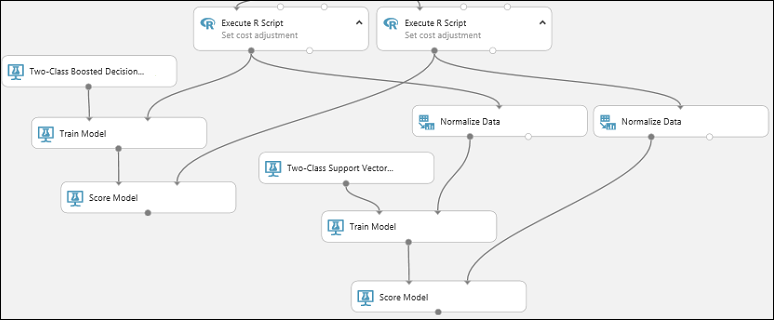 Execute R Script
Set cost adjustment
Execute R Script
Set cost adjustment
Two-Class Boosted Decision...
Train Model
Normalize Data
Normalize Data
Two-Class Support Vector...
Score Model
Train Model
Score Model